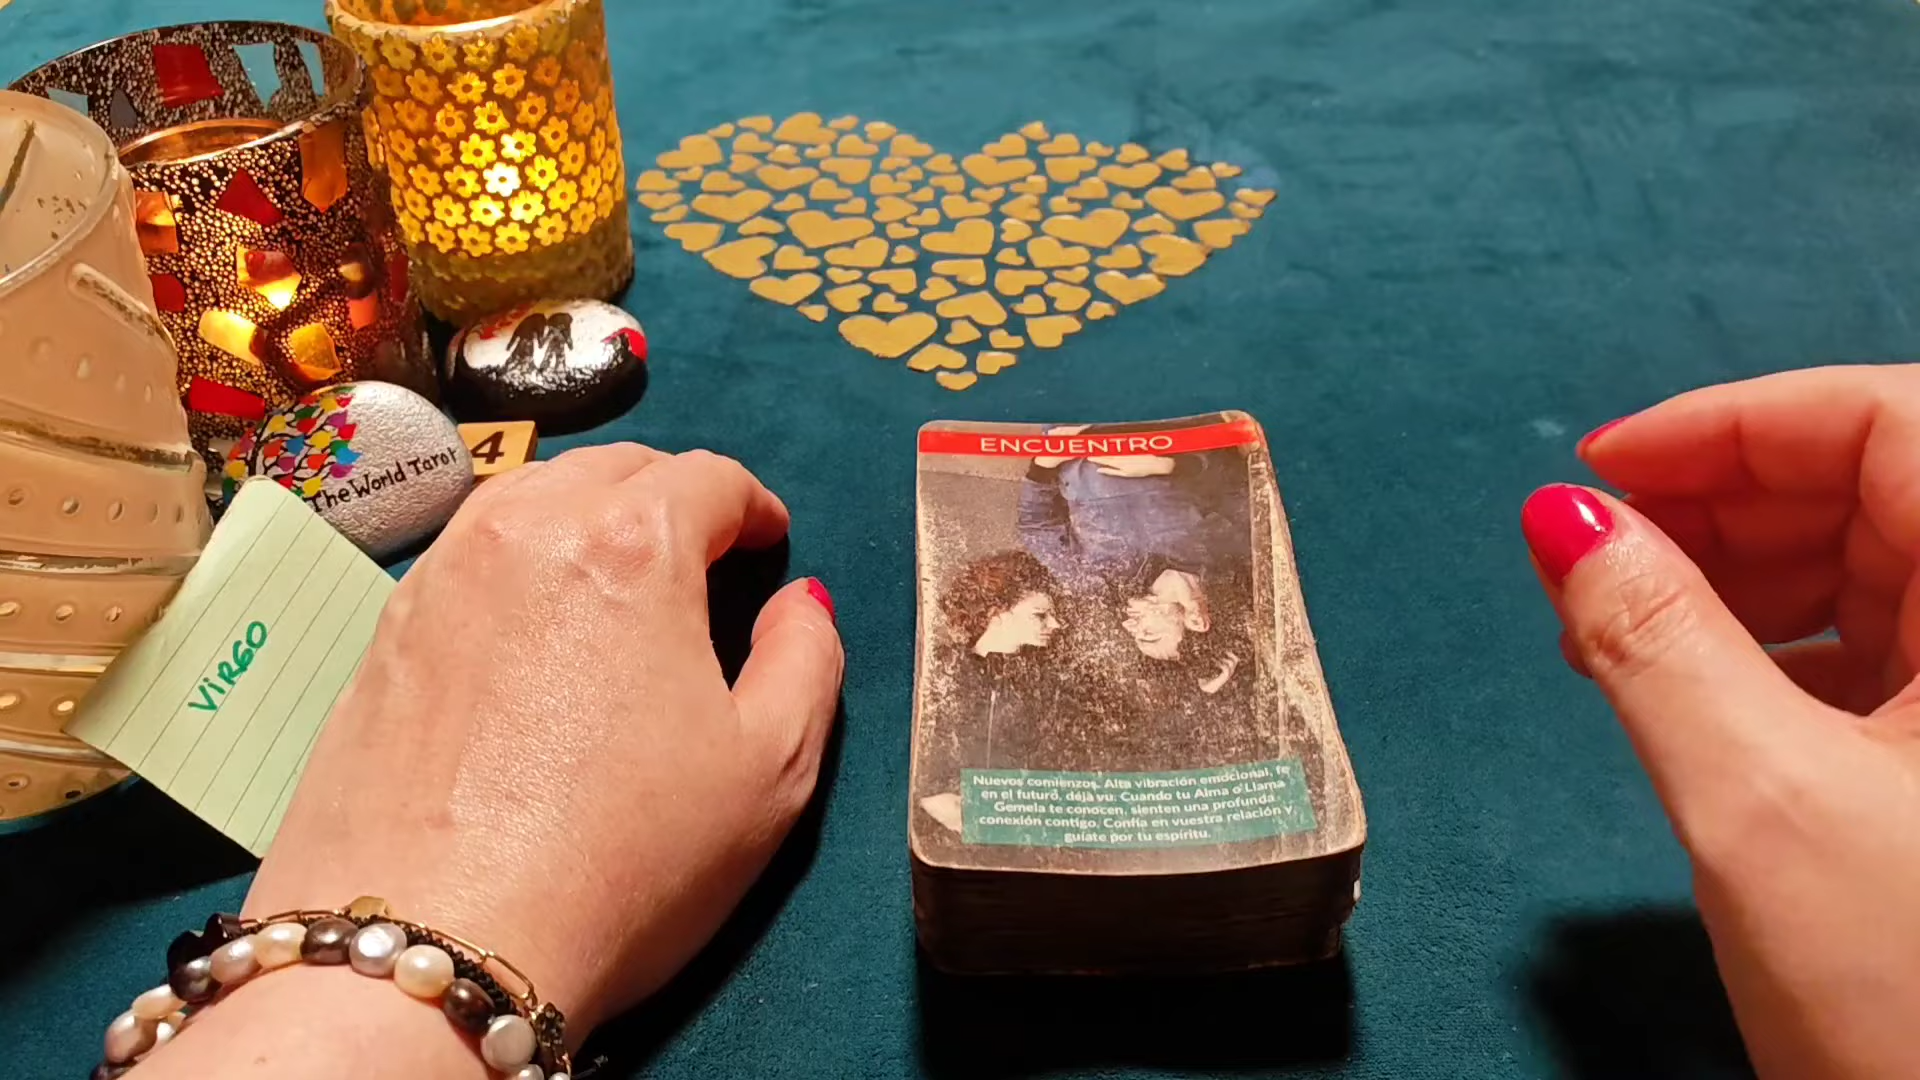 ENCUENTRO
4
The World Tarot
VIRGO
Nuevos comienzos. Alta vibración emocional, fe
en el futuro, déjà vu. Cuando tu Alma o Llama
Gemela te conocen, sienten una profunda
conexión contigo. Confía en vuestra relación y
guíate por tu espíritu.